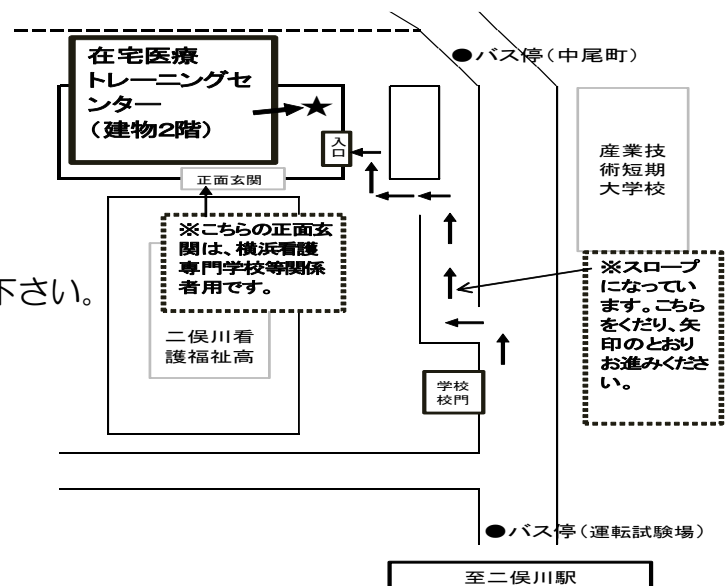 在宅医療
トレーニングセ
ンター
(建物2階)
●バス停(中尾町)
入口
産業技
術短期
大学校
正面玄関
※こちらの正面玄
関は、横浜看護
専門学校等関係
者用です。
下さい。
※スロープ
になってい
ます。こちら
をくだり、矢
印のとおり
お進みくださ
い。
二俣川看
護福祉高
学校
校門
●バス停(運転試験場)
至二俣川駅